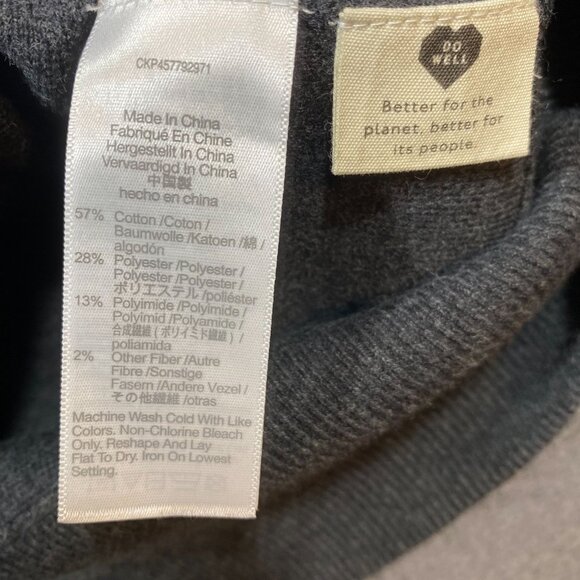 CKP457792971
Made In China
Fabriqué En Chine
Hergestellt In China
Vervaardigd In China
中国製
hecho en china
57% Cotton /Coton /
Baumwolle /Katoen /綿 /
algodón
28% Polyester /Polyester /
Polyester /Polyester /
ポリエステル /poliéster
13% Polyimide /Polyimide /
Polyimid /Polyamide /
合成繊維 ( ポリイミド繊維 ) /
poliamida
2% Other Fiber /Autre
Fibre /Sonstige
Fasern /Andere Vezel /
その他繊維 /otras
Machine Wash Cold With Like
Colors. Non-Chlorine Bleach
Only. Reshape And Lay
Flat To Dry. Iron On Lowest
Setting.
DO
WELL
Better for the
planet, better for
its people.